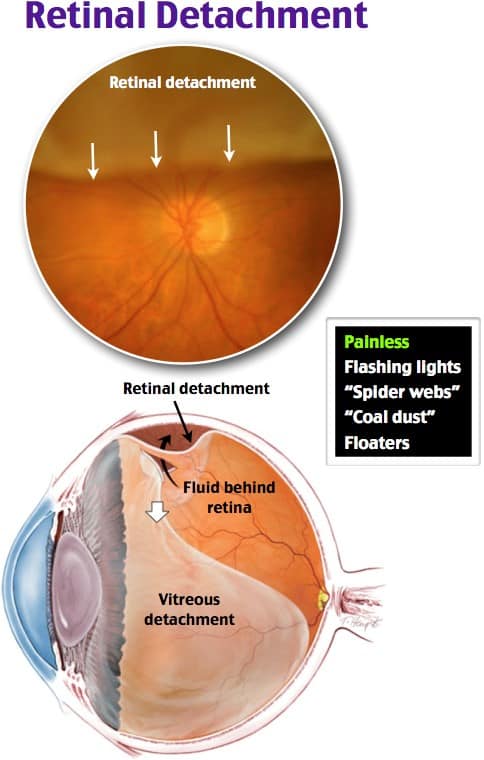 Retinal Detachment
Retinal detachment
Painless
Flashing lights
“Spider webs”
“Coal dust”
Floaters
Retinal detachment
Fluid behind
retina
Vitreous
detachment